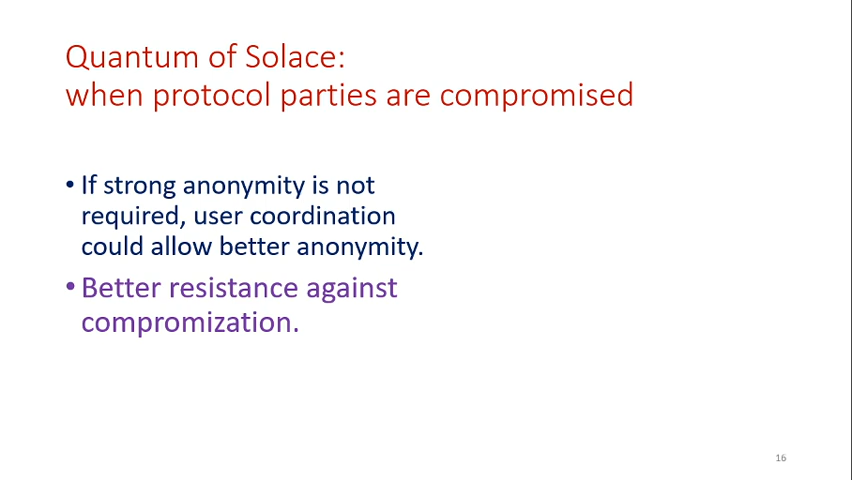 Quantum of Solace:
when protocol parties are compromised
• If strong anonymity is not
required, user coordination
could allow better anonymity.
• Better resistance against
compromization.
16